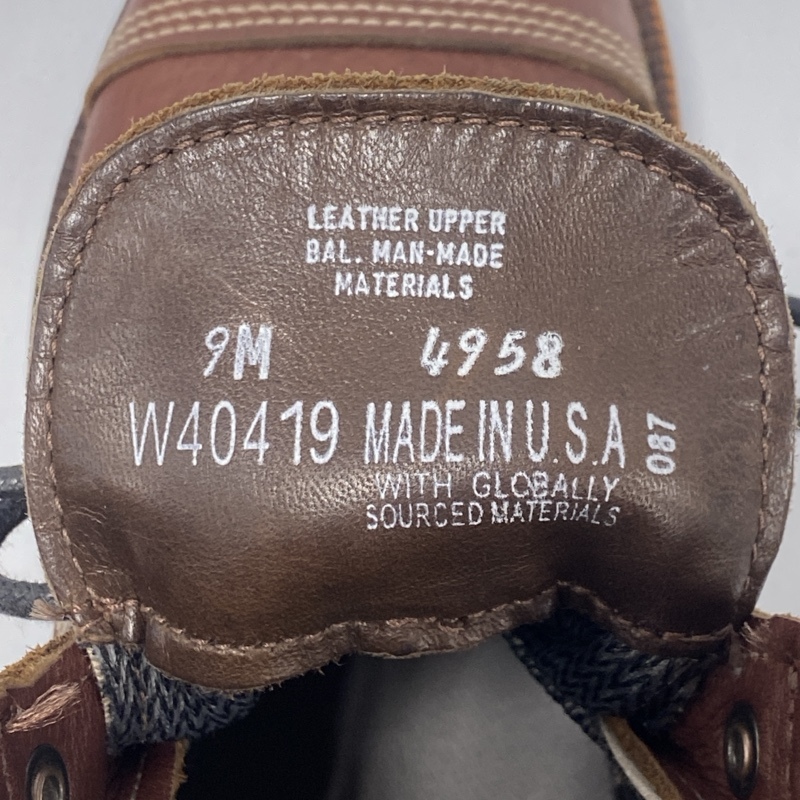 LEATHER UPPER
BAL. MAN-MADE
MATERIALS
9M 4958
W40419 MADE IN U.S.A 087
WITH GLOBALLY
SOURCED MATERIALS